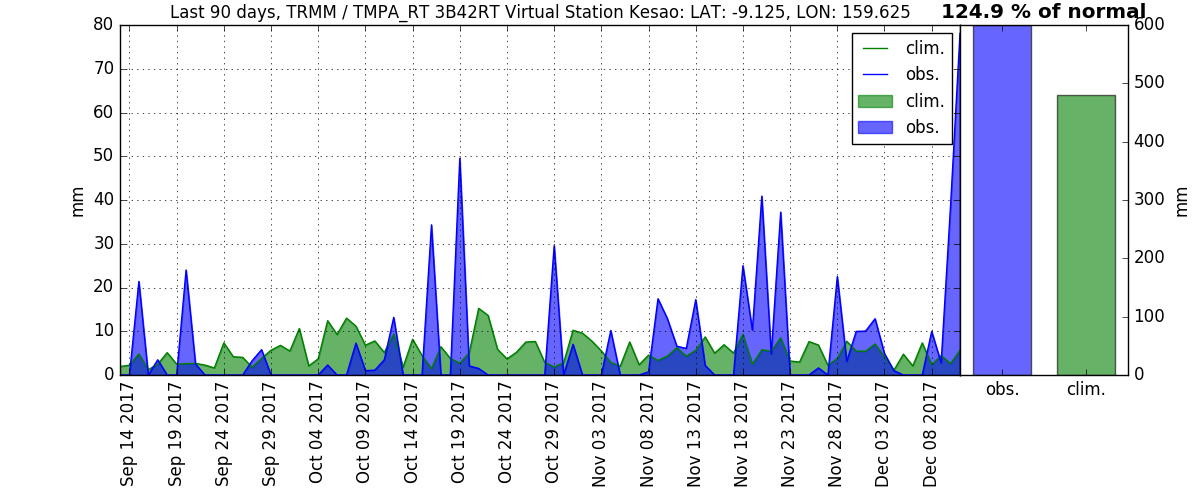 Last 90 days, TRMM / TMPA_RT 3B42RT Virtual Station Kesao: LAT: -9.125, LON: 159.625
124.9 % of normal
80
70
60
50
40
30
20
10
0
mm
clim.
obs.
clim.
obs.
600
500
400
300
200
100
0
mm
obs.
clim.
Sep 14 2017
Sep 19 2017
Sep 24 2017
Sep 29 2017
Oct 04 2017
Oct 09 2017
Oct 14 2017
Oct 19 2017
Oct 24 2017
Oct 29 2017
Nov 03 2017
Nov 08 2017
Nov 13 2017
Nov 18 2017
Nov 23 2017
Nov 28 2017
Dec 03 2017
Dec 08 2017